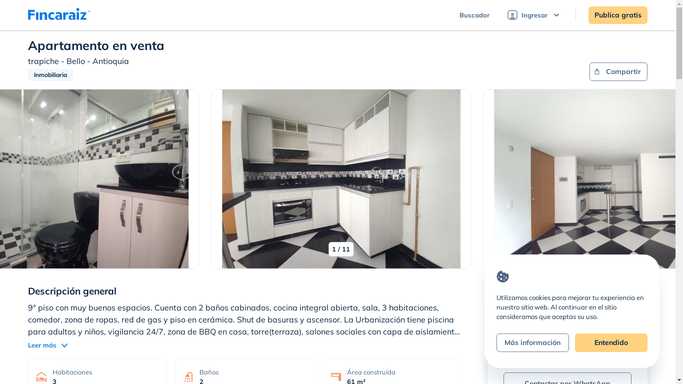 Fincaraiz
Buscador
Ingresar
Publica gratis
Apartamento en venta
trapiche - Bello - Antioquia
Inmobiliaria
Compartir
1 / 11
Descripción general
9° piso con muy buenos espacios. Cuenta con 2 baños cabinados, cocina integral abierta, sala, 3 habitaciones,
comedor, zona de ropas, red de gas y piso en cerámica. Shut de basuras y ascensor. La Urbanización tiene piscina
para adultos y niños, vigilancia 24/7, zona de BBQ en casa, torre(terraza), salones sociales con capa de aislamient...
Leer más
Habitaciones
3
Baños
2
Área construida
61 m²
Utilizamos cookies para mejorar tu experiencia en
nuestro sitio web. Al continuar en el sitio
consideramos que aceptas su uso.
Más información
Entendido
Contactar por WhatsApp